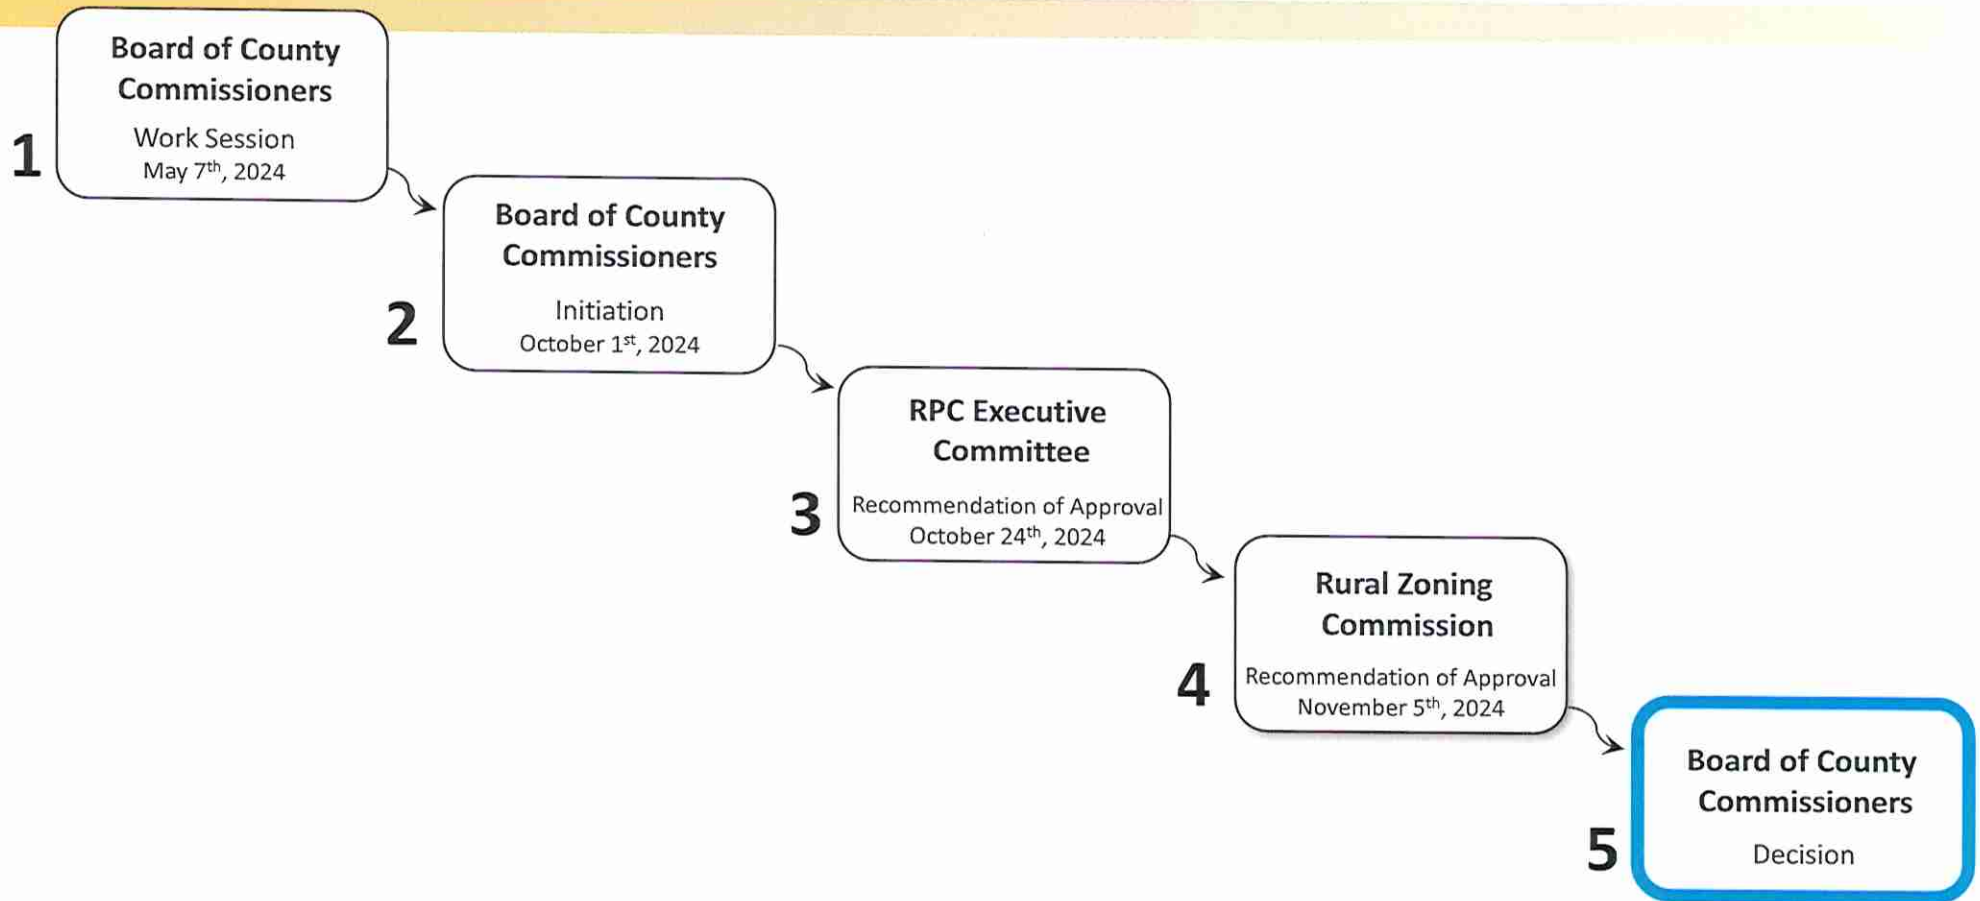 Board of County
Commissioners
Work Session
May 7th, 2024
1
Board of County
Commissioners
Initiation
October 1st, 2024
2
RPC Executive
Committee
Recommendation of Approval
October 24th, 2024
3
Rural Zoning
Commission
Recommendation of Approval
November 5th, 2024
4
Board of County
Commissioners
Decision
5